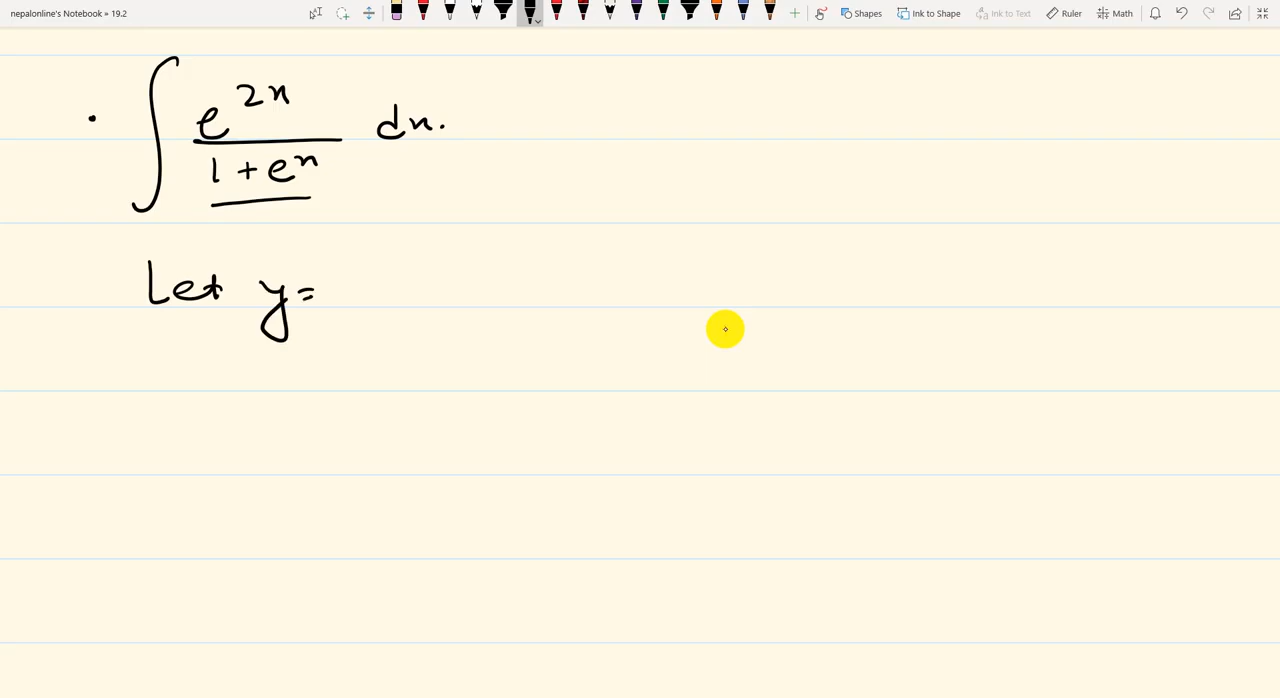 nepalonline's Notebook » 19.2
Shapes Ink to Shape Ink to Text Ruler Math
. ∫ e^{2x} / (1 + e^x) dx.
Let y=